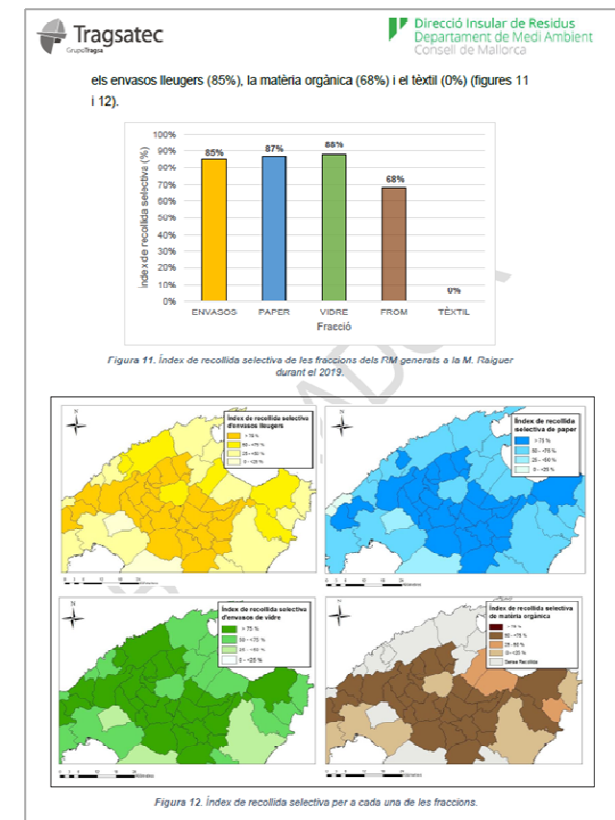 Tragsatec
GrupoTragsa
Direcció Insular de Residus
Departament de Medi Ambient
Consell de Mallorca
els envasos lleugers (85%), la matèria orgànica (68%) i el tèxtil (0%) (figures 11
i 12).
Índex de recollida selectiva (%)
100%
90%
80%
70%
60%
50%
40%
30%
20%
10%
0%
85%
87%
88%
68%
0%
ENVASOS PAPER VIDRE FROM TÈXTIL
Fracció
Figura 11. Índex de recollida selectiva de les fraccions dels RM generats a la M. Raiguer
durant el 2019.
Índex de recollida selectiva
d'envasos lleugers
Índex de recollida
selectiva de paper
> 75 %
Índex de recollida selectiva
d'envasos de vidre
> 75 %
Índex de recollida selectiva
de matèria orgànica
Figura 12. Índex de recollida selectiva per a cada una de les fraccions.